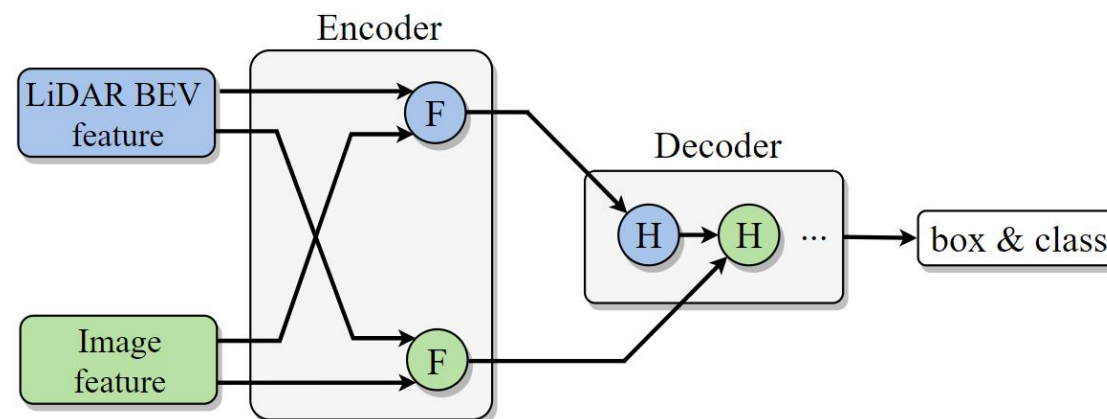 Encoder
LiDAR BEV
feature
F
Decoder
H
H
...
box & class
Image
feature
F